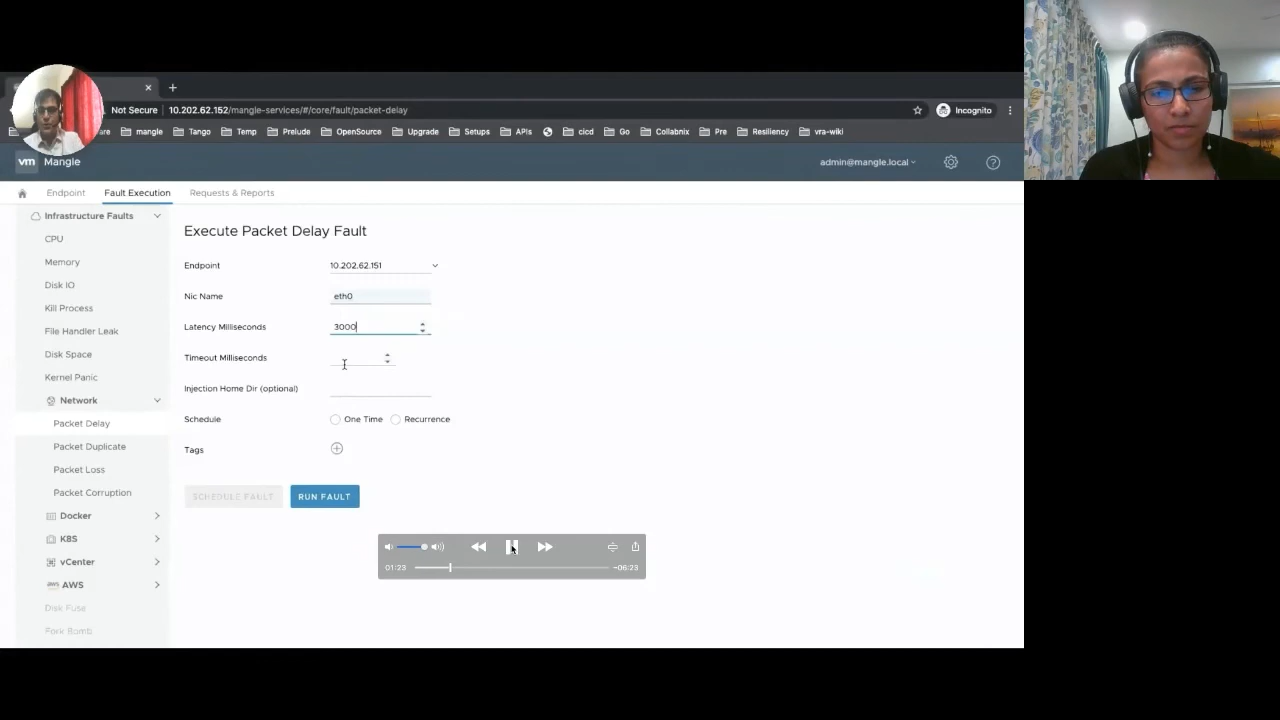 Not Secure 10.202.62.152/mangle-services/#/core/fault/packet-delay Incognito
are mangle Tango Temp Prelude OpenSource Upgrade Setups APIs cicd Go Collabnix Pre Resiliency vra-wiki
vm Mangle admin@mangle.local
Endpoint Fault Execution Requests & Reports
Infrastructure Faults
CPU
Memory
Disk IO
Kill Process
File Handler Leak
Disk Space
Kernel Panic
Network
Packet Delay
Packet Duplicate
Packet Loss
Packet Corruption
Docker
K8S
vCenter
aws AWS
Disk Fuse
Fork Bomb
Execute Packet Delay Fault
Endpoint 10.202.62.151
Nic Name eth0
Latency Milliseconds 3000
Timeout Milliseconds
Injection Home Dir (optional)
Schedule One Time Recurrence
Tags
SCHEDULE FAULT RUN FAULT
01:23 -06:23